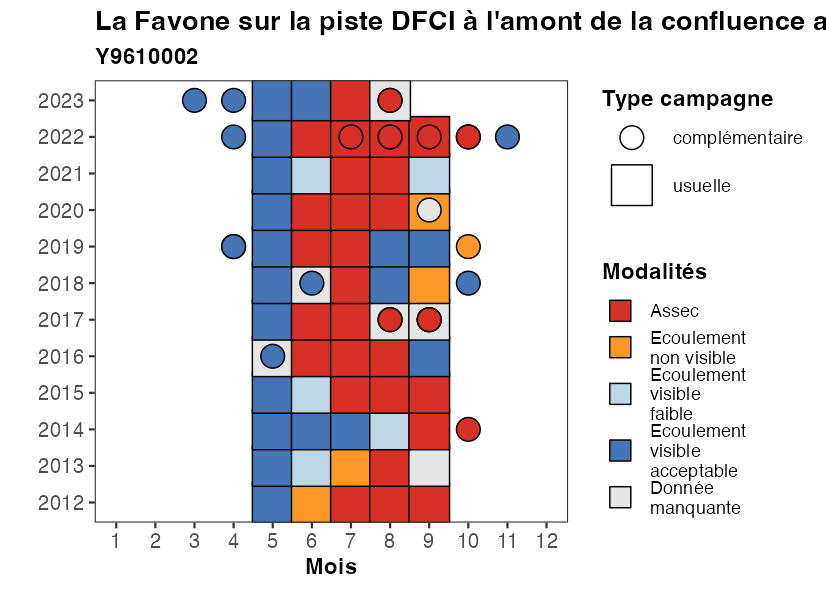 La Favone sur la piste DFCI à l'amont de la confluence a
Y9610002
2023
2022
2021
2020
2019
2018
2017
2016
2015
2014
2013
2012
1 2 3 4 5 6 7 8 9 10 11 12
Mois
Type campagne
complémentaire
usuelle
Modalités
Assec
Ecoulement
non visible
Ecoulement
visible
faible
Ecoulement
visible
acceptable
Donnée
manquante